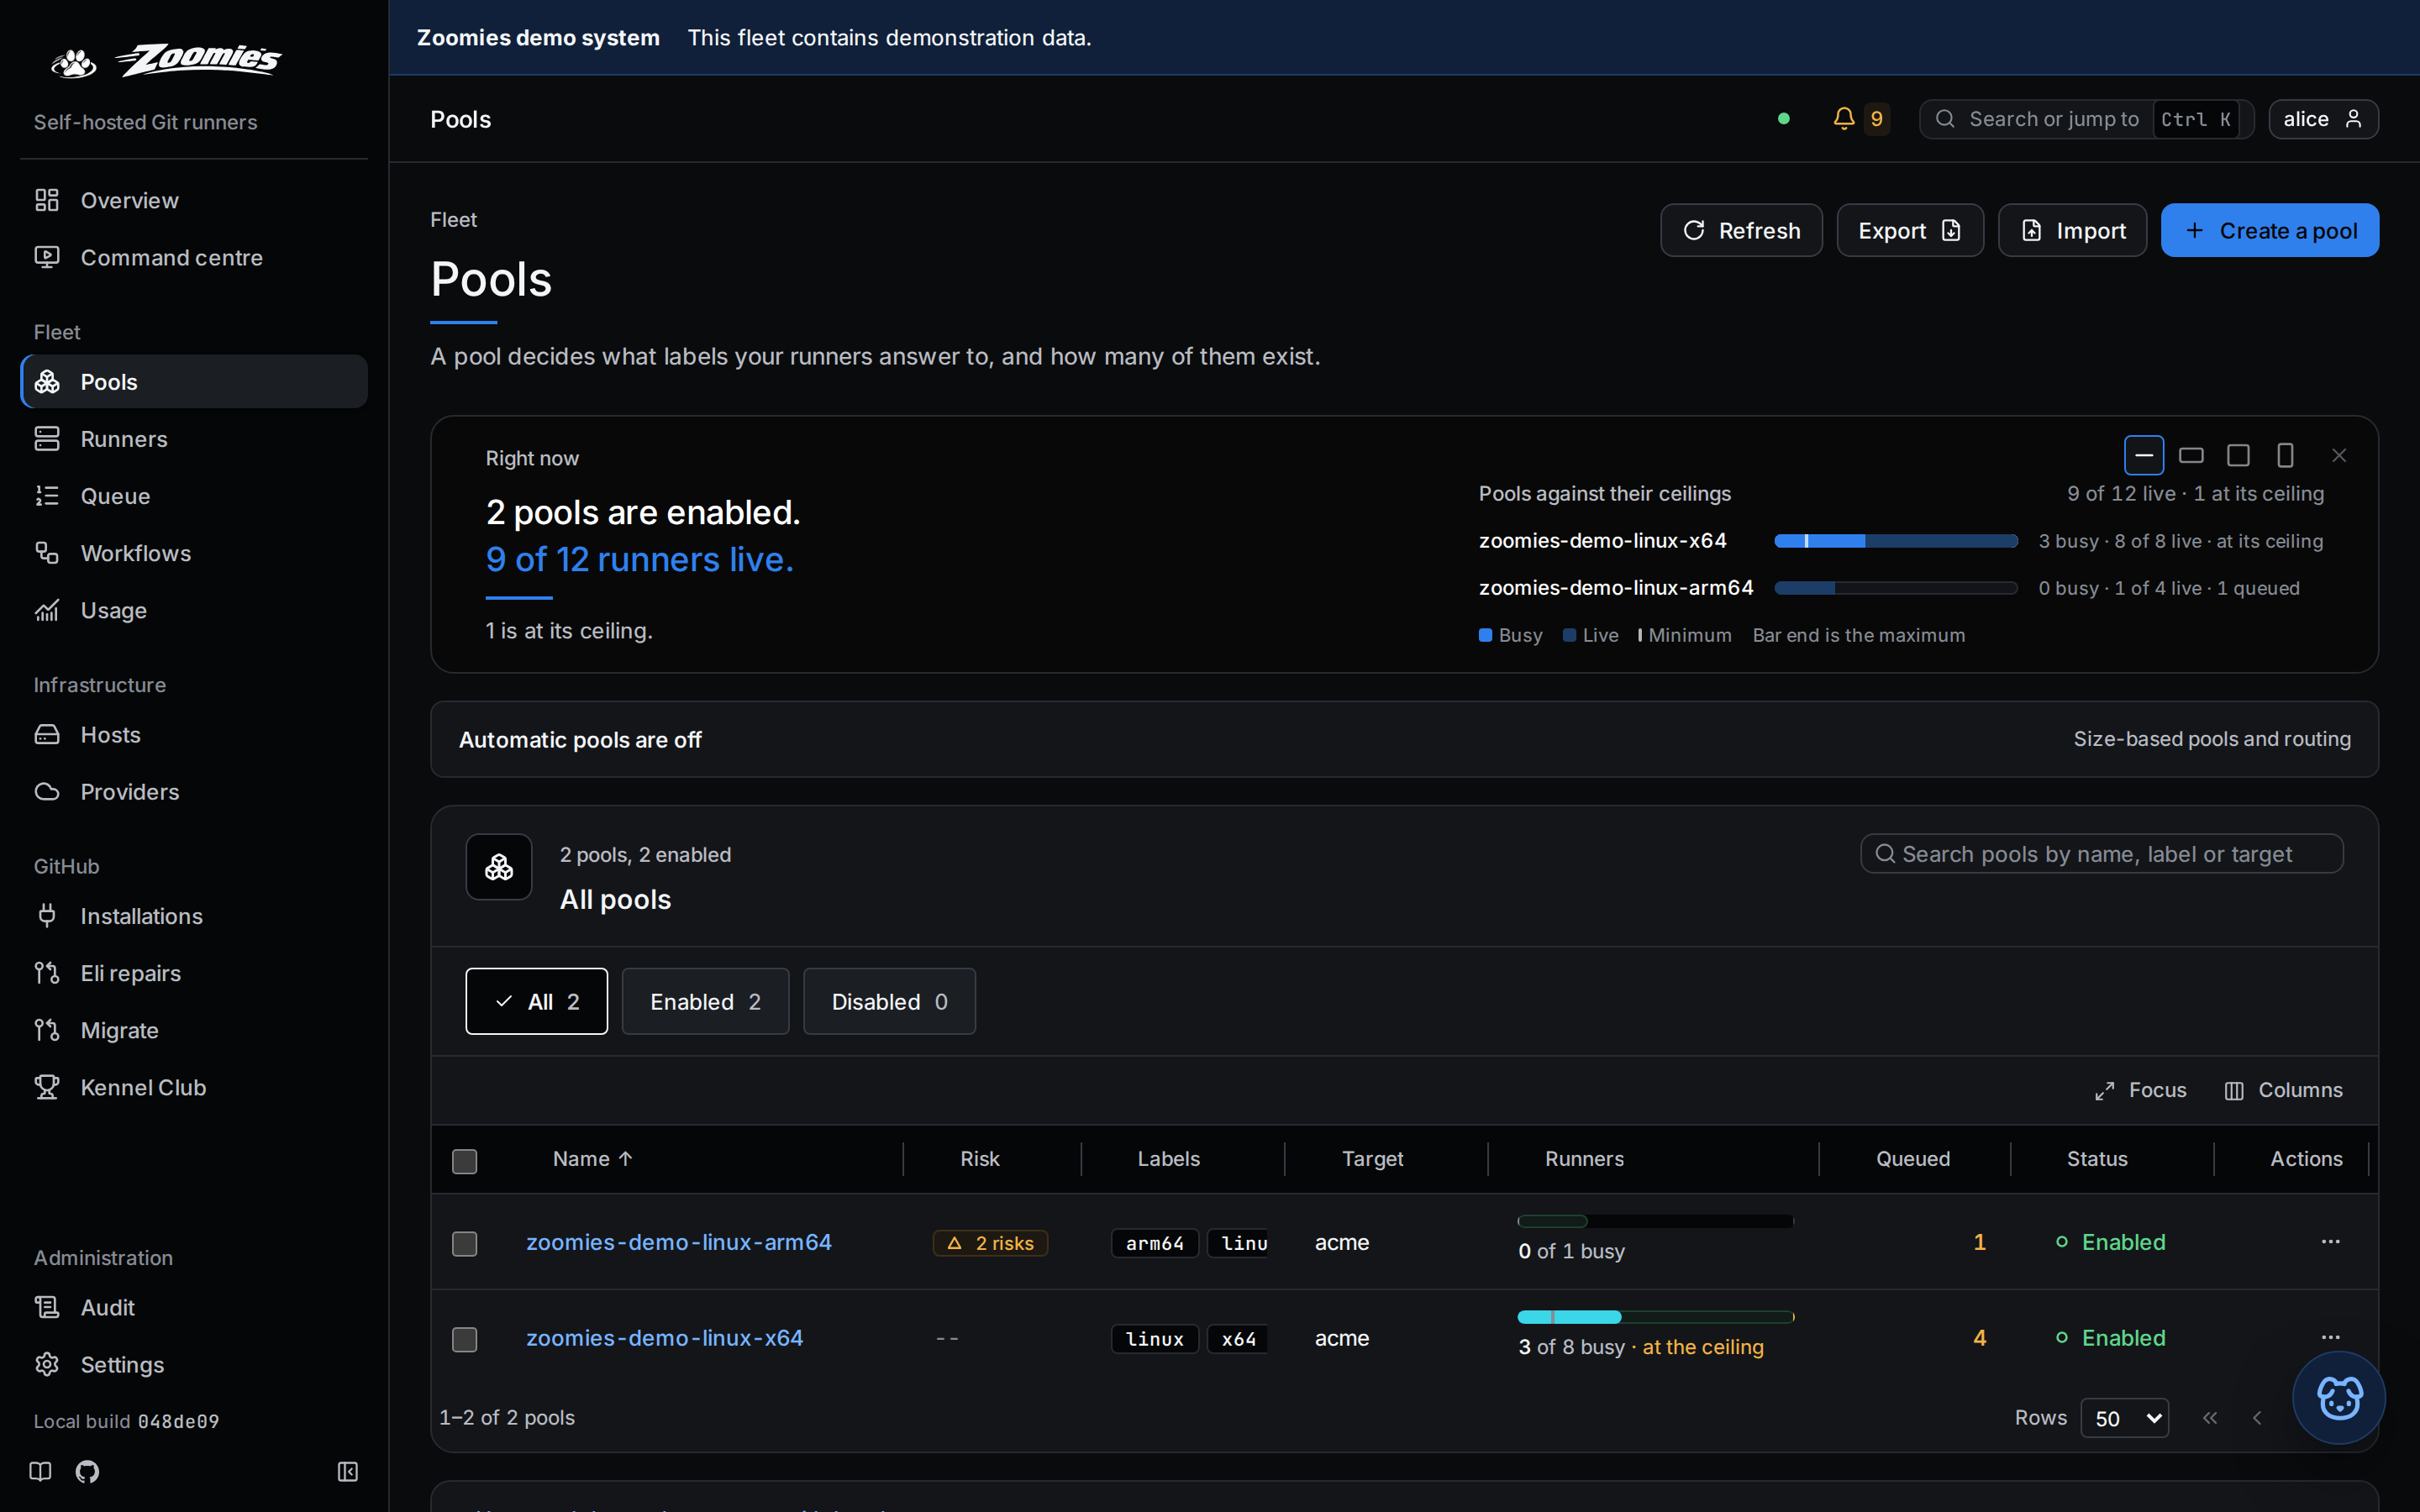 Zoomies
Self-hosted Git runners
Overview
Command centre
Fleet
Pools
Runners
Queue
Workflows
Usage
Infrastructure
Hosts
Providers
GitHub
Installations
Eli repairs
Migrate
Kennel Club
Administration
Audit
Settings
Local build 048de09
Zoomies demo system This fleet contains demonstration data.
Pools
9
Search or jump to Ctrl K
alice
Fleet
Pools
A pool decides what labels your runners answer to, and how many of them exist.
Refresh
Export
Import
Create a pool
Right now
2 pools are enabled.
9 of 12 runners live.
1 is at its ceiling.
Pools against their ceilings 9 of 12 live · 1 at its ceiling
zoomies-demo-linux-x64 3 busy · 8 of 8 live · at its ceiling
zoomies-demo-linux-arm64 0 busy · 1 of 4 live · 1 queued
Busy Live Minimum Bar end is the maximum
Automatic pools are off Size-based pools and routing
2 pools, 2 enabled
All pools
Search pools by name, label or target
All 2 Enabled 2 Disabled 0
Focus Columns
Name ↑ Risk Labels Target Runners Queued Status Actions
zoomies-demo-linux-arm64 2 risks arm64 linu acme 0 of 1 busy 1 Enabled ...
zoomies-demo-linux-x64 -- linux x64 acme 3 of 8 busy · at the ceiling 4 Enabled ...
1–2 of 2 pools Rows 50